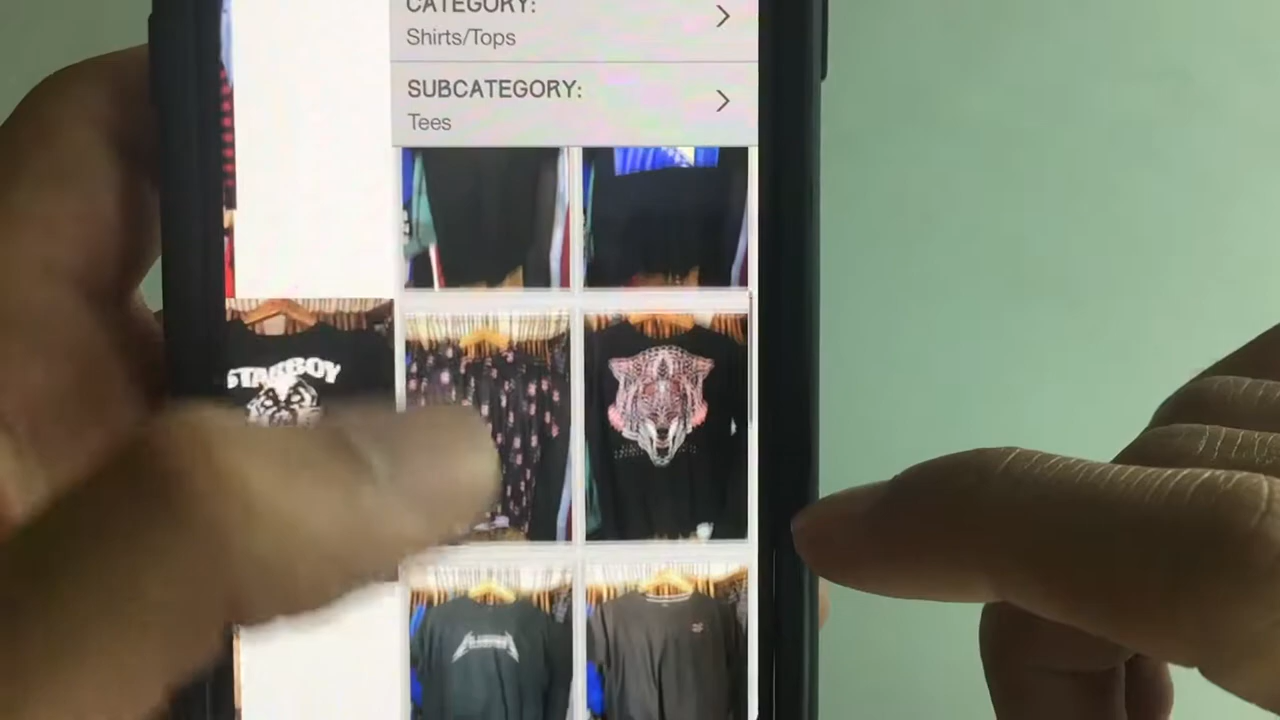 CATEGORY:
Shirts/Tops
SUBCATEGORY:
Tees
STARBOY